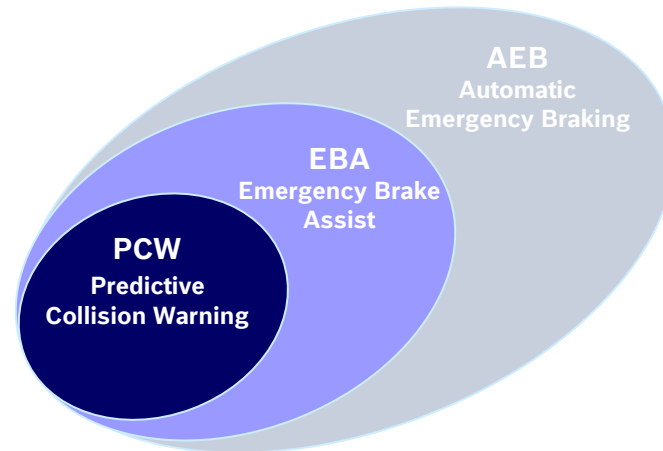 AEB
Automatic
Emergency Braking
EBA
Emergency Brake
Assist
PCW
Predictive
Collision Warning